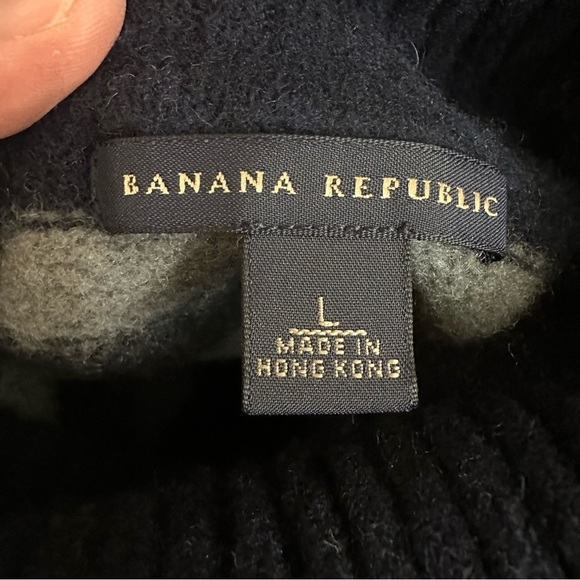 BANANA REPUBLIC
L
MADE IN
HONG KONG